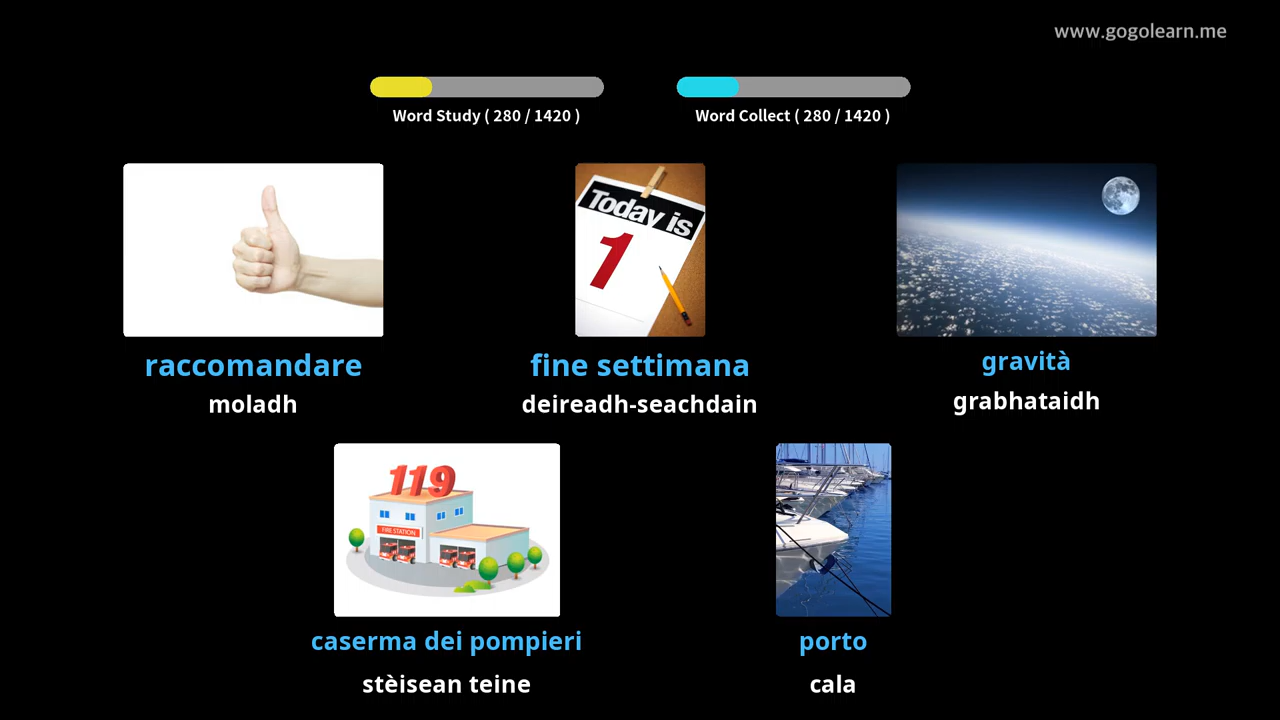 www.gogolearn.me
Word Study ( 280 / 1420 )
Word Collect ( 280 / 1420 )
Today is
1
raccomandare
moladh
fine settimana
deireadh-seachdain
gravità
grabhataidh
119
FIRE STATION
caserma dei pompieri
stèisean teine
porto
cala